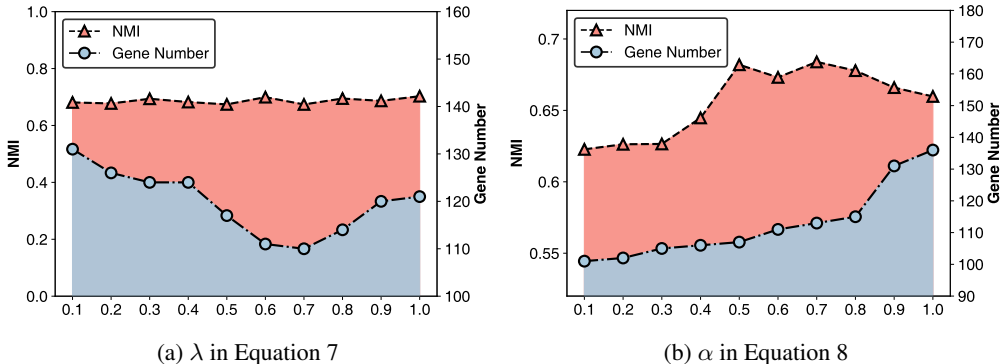 1.0
0.8
0.6
0.4
0.2
0.0
NMI
NMI
Gene Number
160
150
140
130
120
110
100
Gene Number
0.1 0.2 0.3 0.4 0.5 0.6 0.7 0.8 0.9 1.0
(a) λ in Equation 7
0.7
0.65
0.6
0.55
NMI
NMI
Gene Number
180
170
160
150
140
130
120
110
100
90
Gene Number
0.1 0.2 0.3 0.4 0.5 0.6 0.7 0.8 0.9 1.0
(b) α in Equation 8